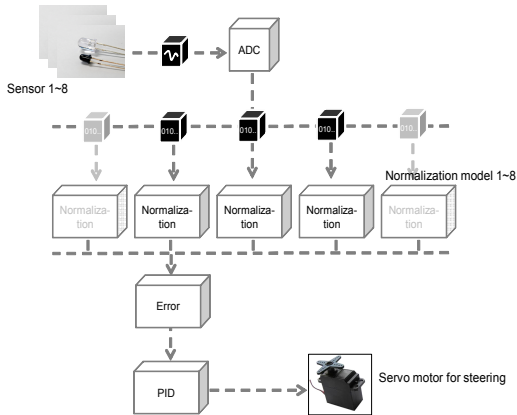 ADC
Sensor 1~8
010..
010..
010..
010..
010..
Normalization model 1~8
Normaliza-
tion
Normaliza-
tion
Normaliza-
tion
Normaliza-
tion
Normaliza-
tion
Error
PID
Servo motor for steering